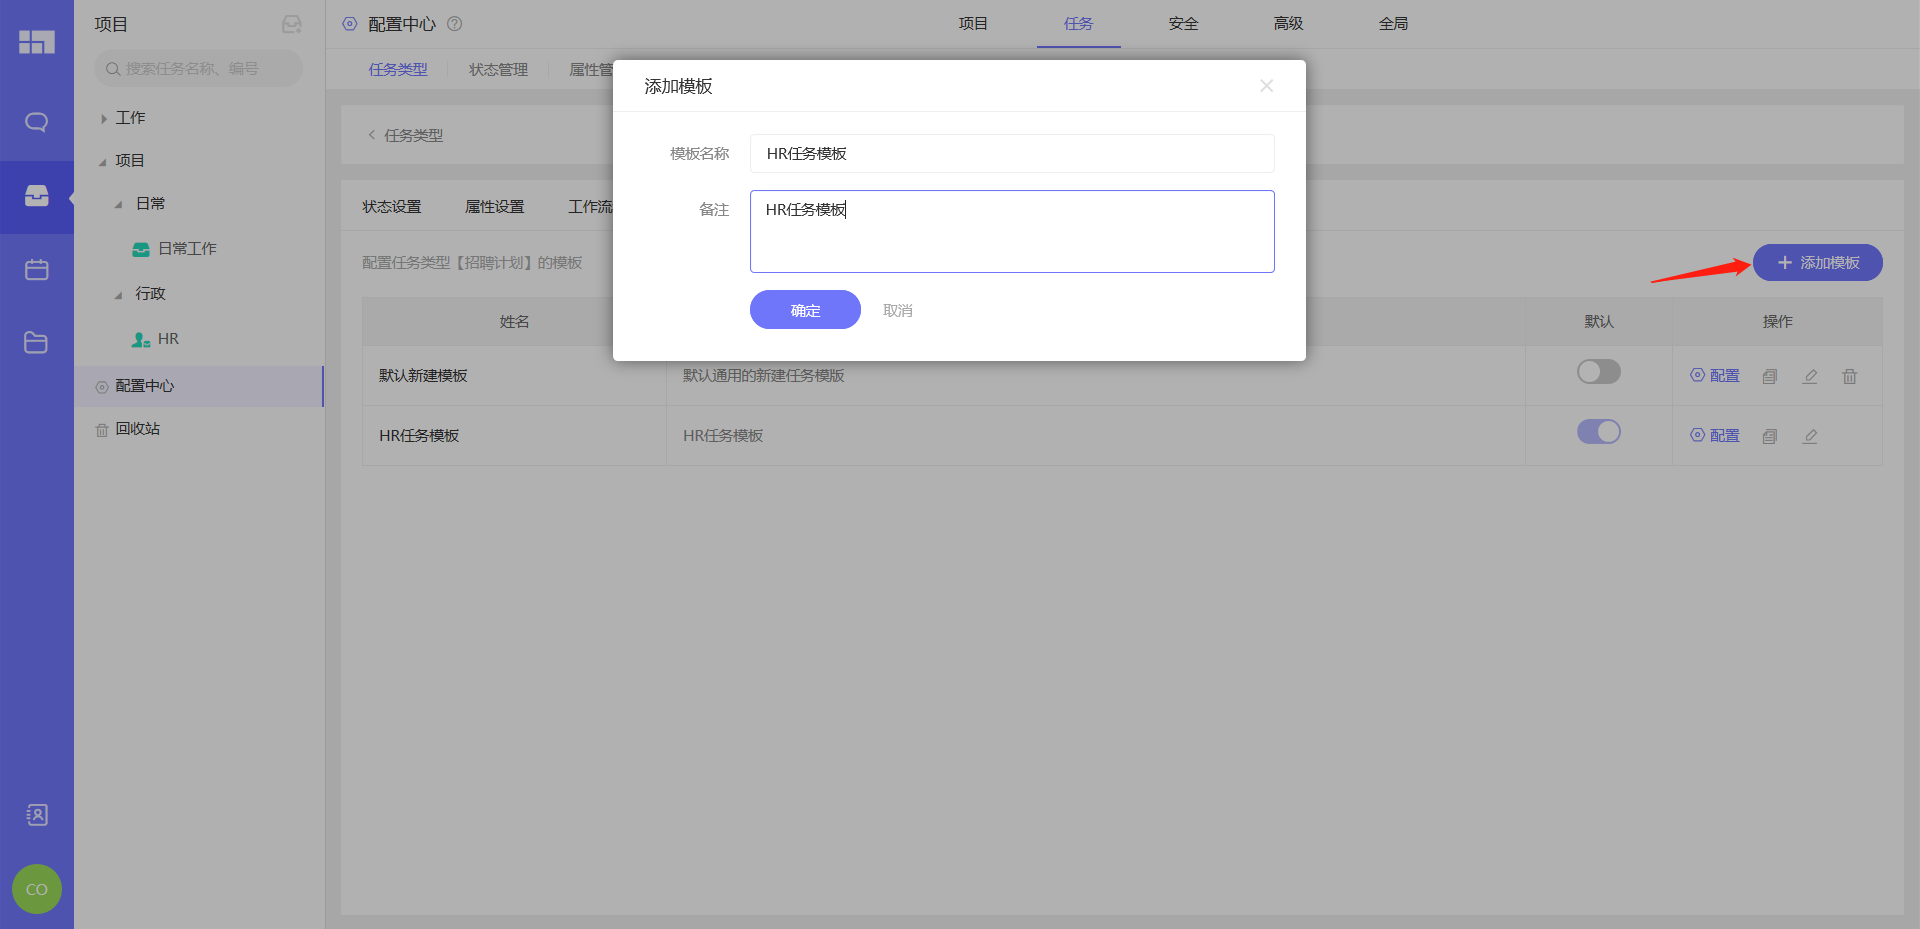 项目
搜索任务名称、编号
工作
项目
日常
日常工作
行政
HR
配置中心
回收站
CO
配置中心
项目 任务 安全 高级 全局
任务类型 状态管理 属性管
任务类型
状态设置 属性设置 工作流
配置任务类型【招聘计划】的模板
添加模板
姓名 默认 操作
默认新建模板 默认通用的新建任务模版 配置
HR任务模板 HR任务模板 配置
添加模板
模板名称 HR任务模板
备注 HR任务模板
确定 取消